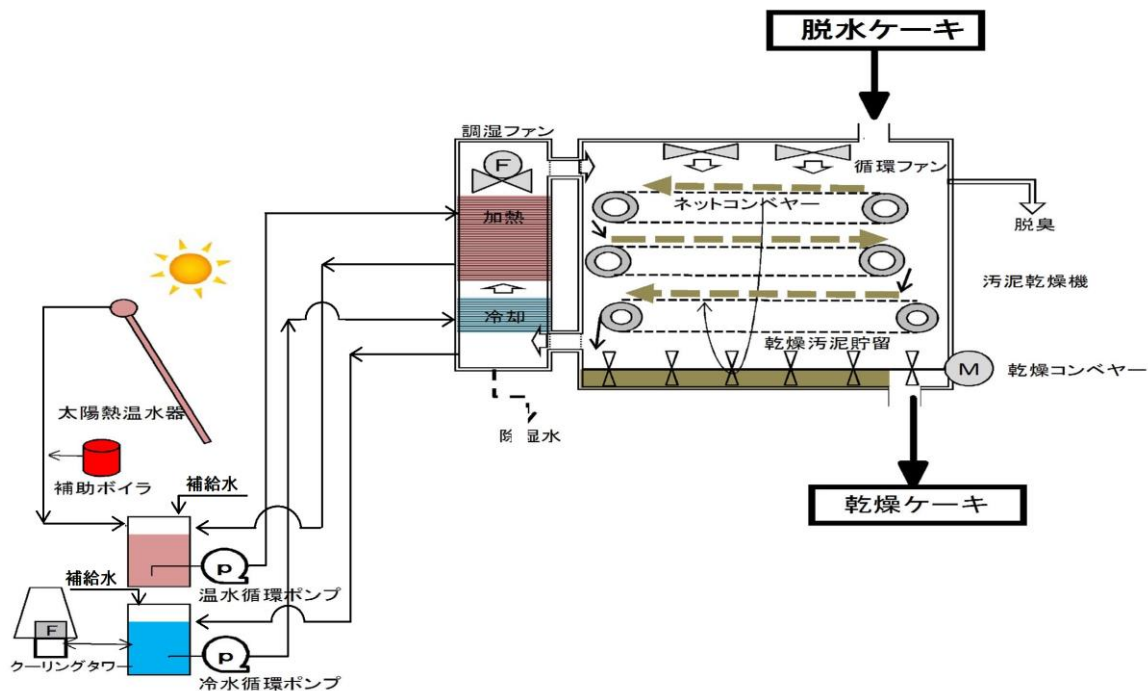 脱水ケーキ
調湿ファン
F
循環ファン
加熱
ネットコンベヤー
脱臭
汚泥乾燥機
冷却
乾燥汚泥貯留
M
乾燥コンベヤー
太陽熱温水器
除湿水
補助ボイラ
補給水
乾燥ケーキ
p
温水循環ポンプ
補給水
F
p
クーリングタワー
冷水循環ポンプ